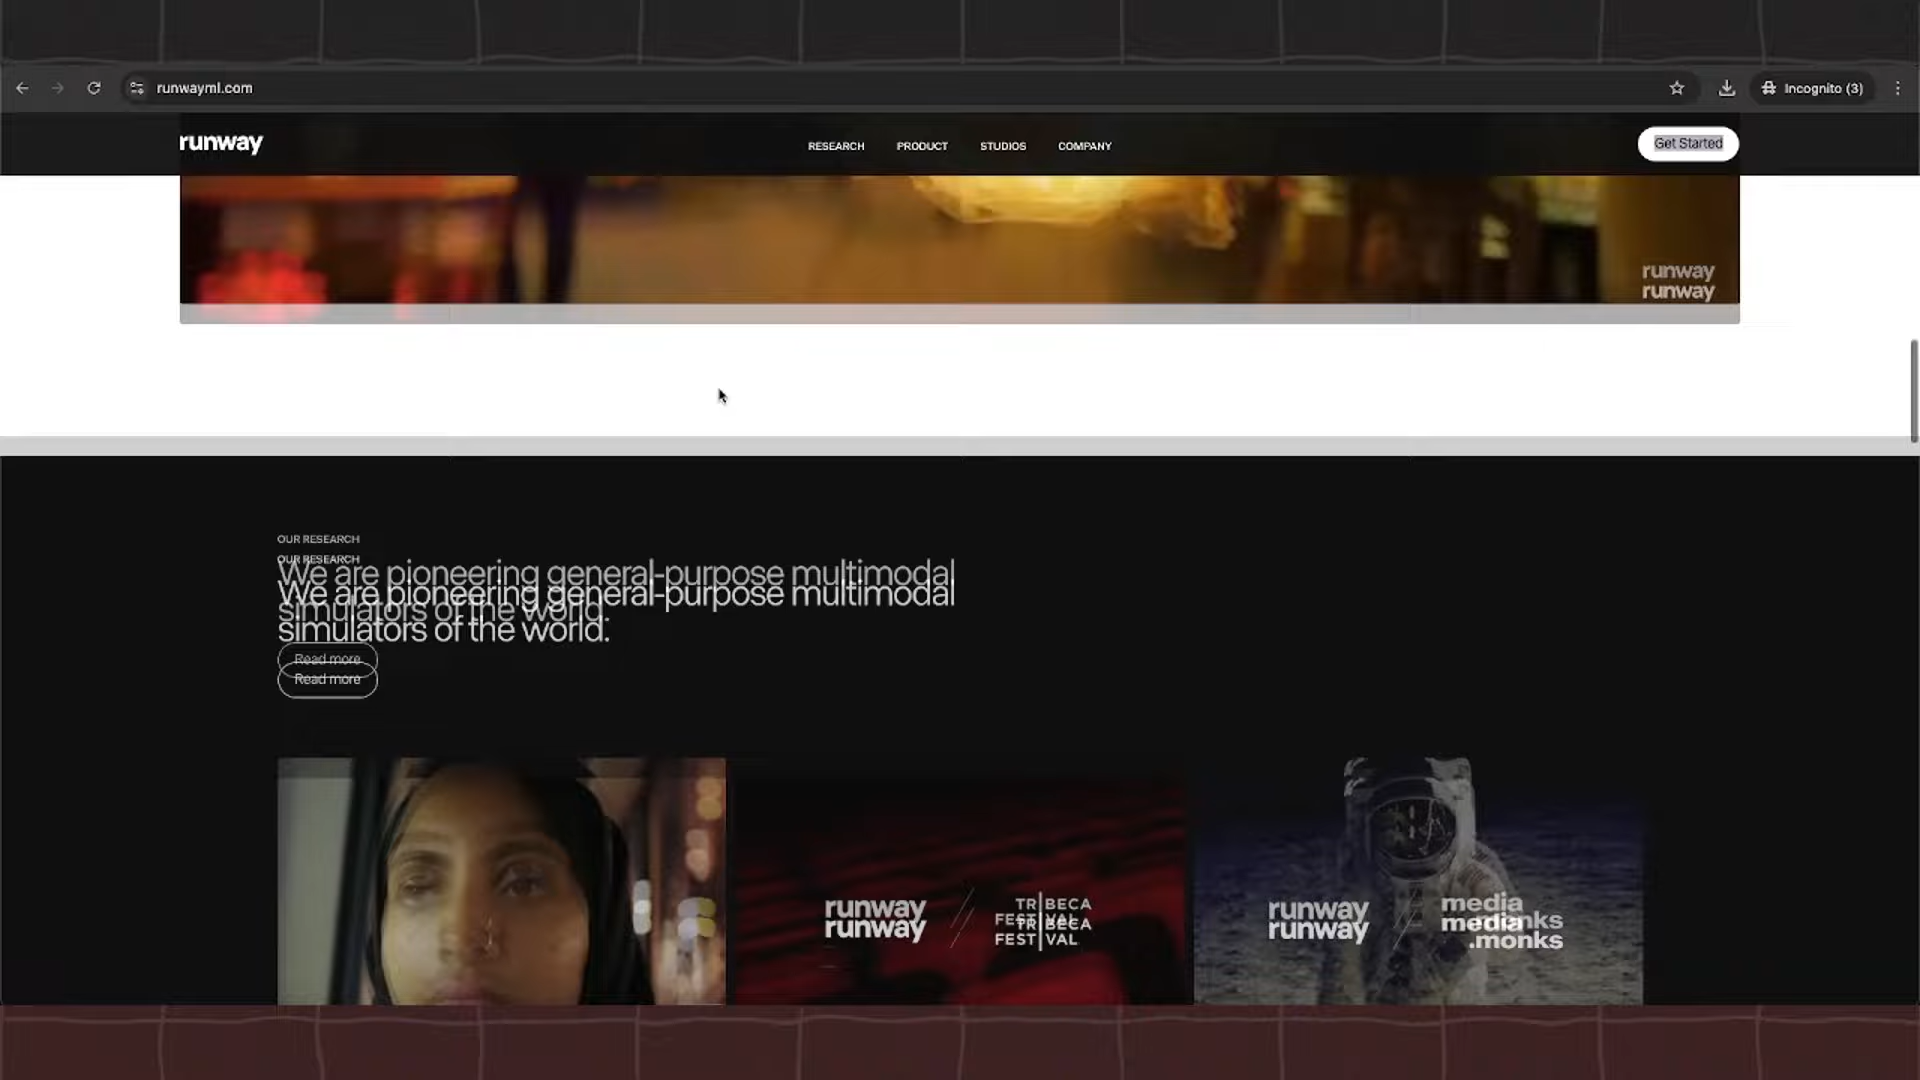 runwayml.com
Incognito (3)
runway
RESEARCH
PRODUCT
STUDIOS
COMPANY
Get Started
runway
runway
OUR RESEARCH
OUR RESEARCH
We are pioneering general-purpose multimodal
We are pioneering general-purpose multimodal
simulators of the world.
simulators of the world.
Read more
Read more
runway
runway
TRIBECA
FESTIVAL
TRIBECA
FESTIVAL
runway
runway
media
.monks
media
.monks